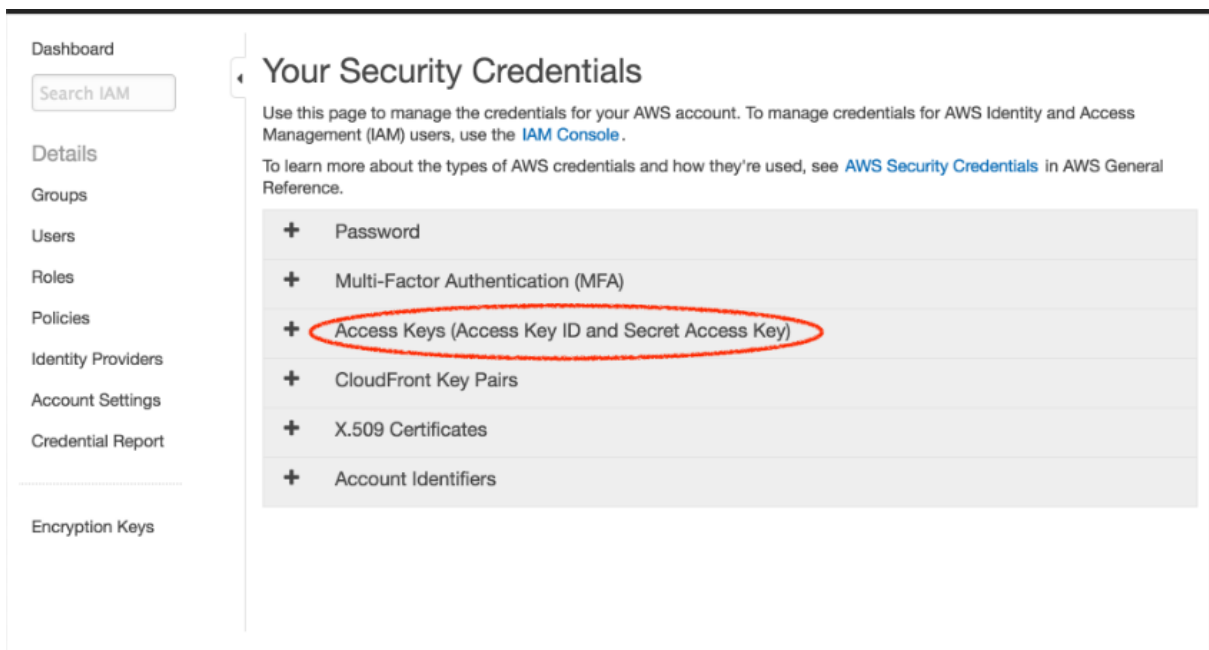 Dashboard
Search IAM
Details
Groups
Users
Roles
Policies
Identity Providers
Account Settings
Credential Report
Encryption Keys
Your Security Credentials
Use this page to manage the credentials for your AWS account. To manage credentials for AWS Identity and Access
Management (IAM) users, use the IAM Console.
To learn more about the types of AWS credentials and how they're used, see AWS Security Credentials in AWS General
Reference.
Password
Multi-Factor Authentication (MFA)
Access Keys (Access Key ID and Secret Access Key)
CloudFront Key Pairs
X.509 Certificates
Account Identifiers